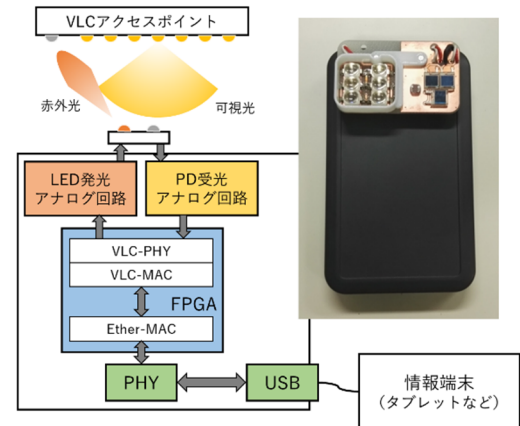 VLCアクセスポイント
赤外光
可視光
LED発光
アナログ回路
PD受光
アナログ回路
VLC-PHY
VLC-MAC
FPGA
Ether-MAC
PHY
USB
情報端末
（タブレットなど）